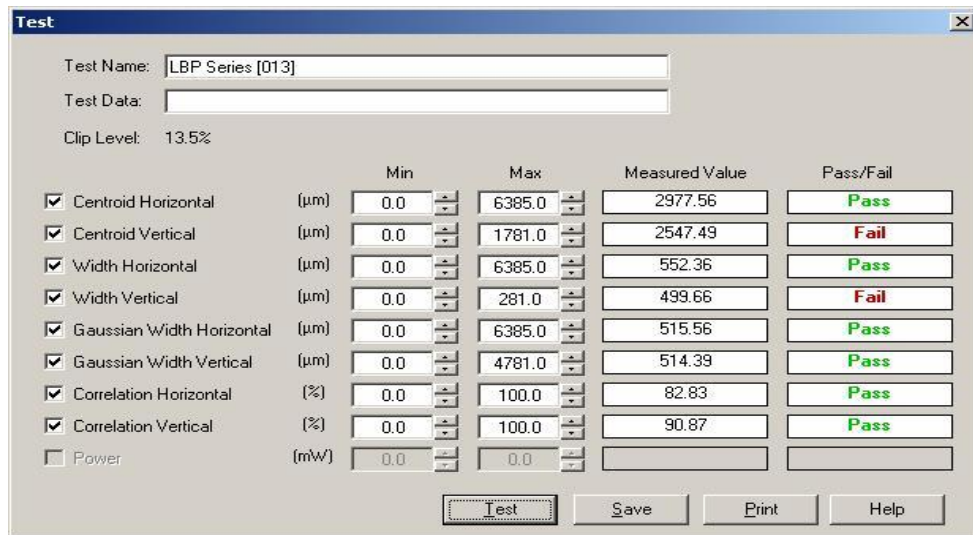 Test
Test Name: LBP Series [013]
Test Data:
Clip Level: 13.5%
Min Max Measured Value Pass/Fail
Centroid Horizontal (µm) 0.0 6385.0 2977.56 Pass
Centroid Vertical (µm) 0.0 1781.0 2547.49 Fail
Width Horizontal (µm) 0.0 6385.0 552.36 Pass
Width Vertical (µm) 0.0 281.0 499.66 Fail
Gaussian Width Horizontal (µm) 0.0 6385.0 515.56 Pass
Gaussian Width Vertical (µm) 0.0 4781.0 514.39 Pass
Correlation Horizontal (%) 0.0 100.0 82.83 Pass
Correlation Vertical (%) 0.0 100.0 90.87 Pass
Power (mW) 0.0 0.0
Test Save Print Help